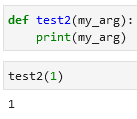 def test2(my_arg):
    print(my_arg)
test2(1)
1